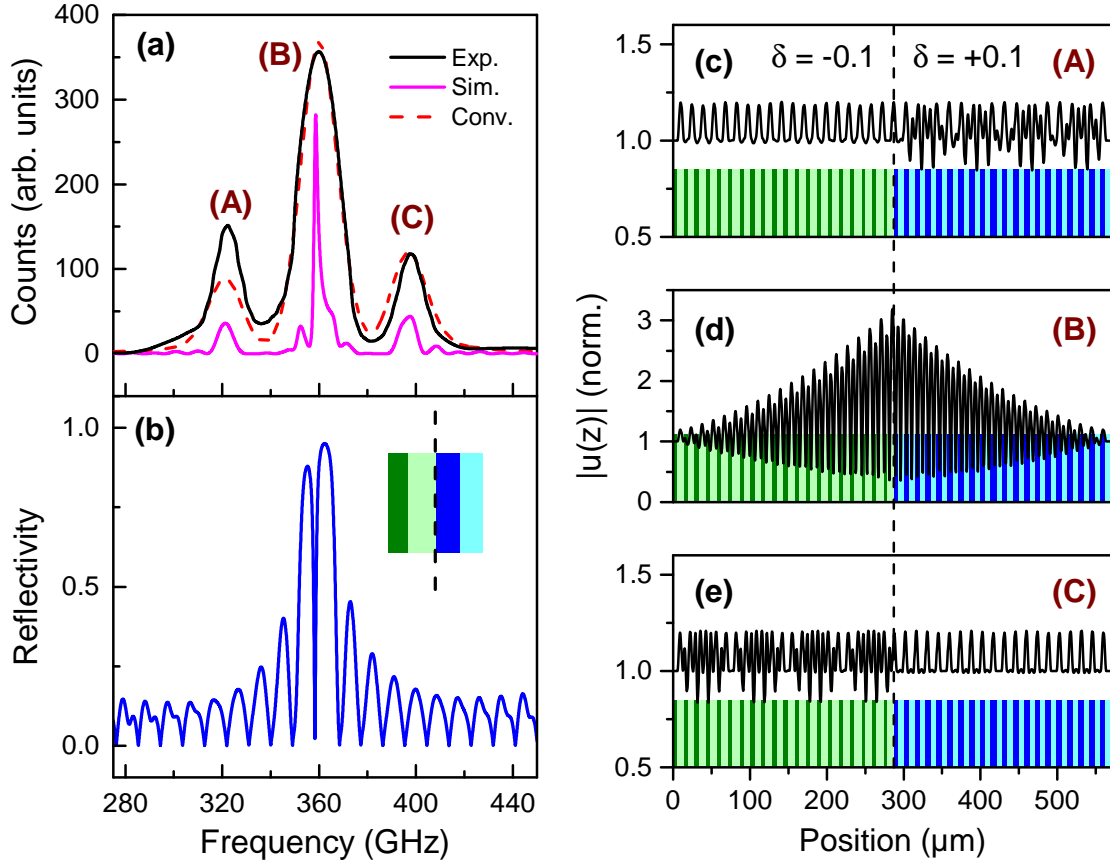 400
300
200
100
0
Counts (arb. units)
(a)
(B)
Exp.
Sim.
Conv.
(A)
(C)
1.0
0.5
0.0
Reflectivity
(b)
280 320 360 400 440
Frequency (GHz)
1.5
1.0
0.5
(c) δ = -0.1 δ = +0.1 (A)
3
2
1
0
|u(z)| (norm.)
(d) (B)
1.5
1.0
0.5
(e) (C)
0 100 200 300 400 500
Position (µm)